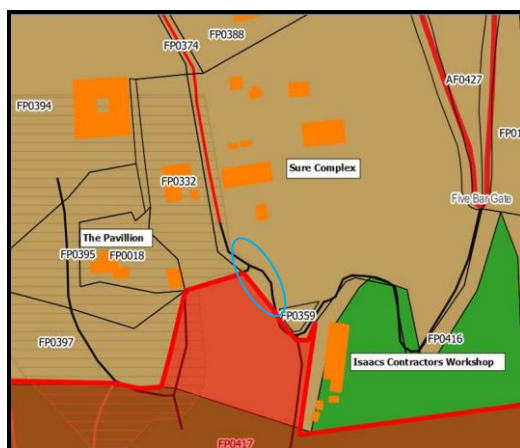 FP0388
FP0374
AF0427
FP0394
FP01
Sure Complex
FP0332
Five Bar Gate
The Pavillion
FP0395
FP0018
FP0359
FP0397
FP0416
Isaacs Contractors Workshop
FP0417